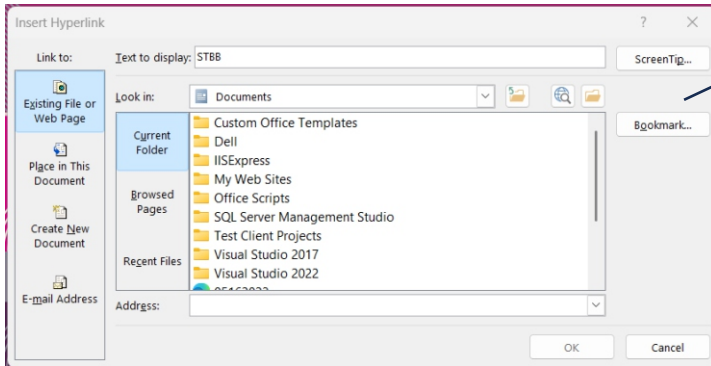 Insert Hyperlink
?
Link to:
Text to display: STBB
ScreenTip...
Existing File or
Web Page
Look in:
Documents
5
Bookmark...
Current
Folder
Custom Office Templates
Dell
IISExpress
My Web Sites
Office Scripts
SQL Server Management Studio
Test Client Projects
Visual Studio 2017
Visual Studio 2022
Place in This
Document
Browsed
Pages
Create New
Document
Recent Files
E-mail Address
Address:
OK
Cancel